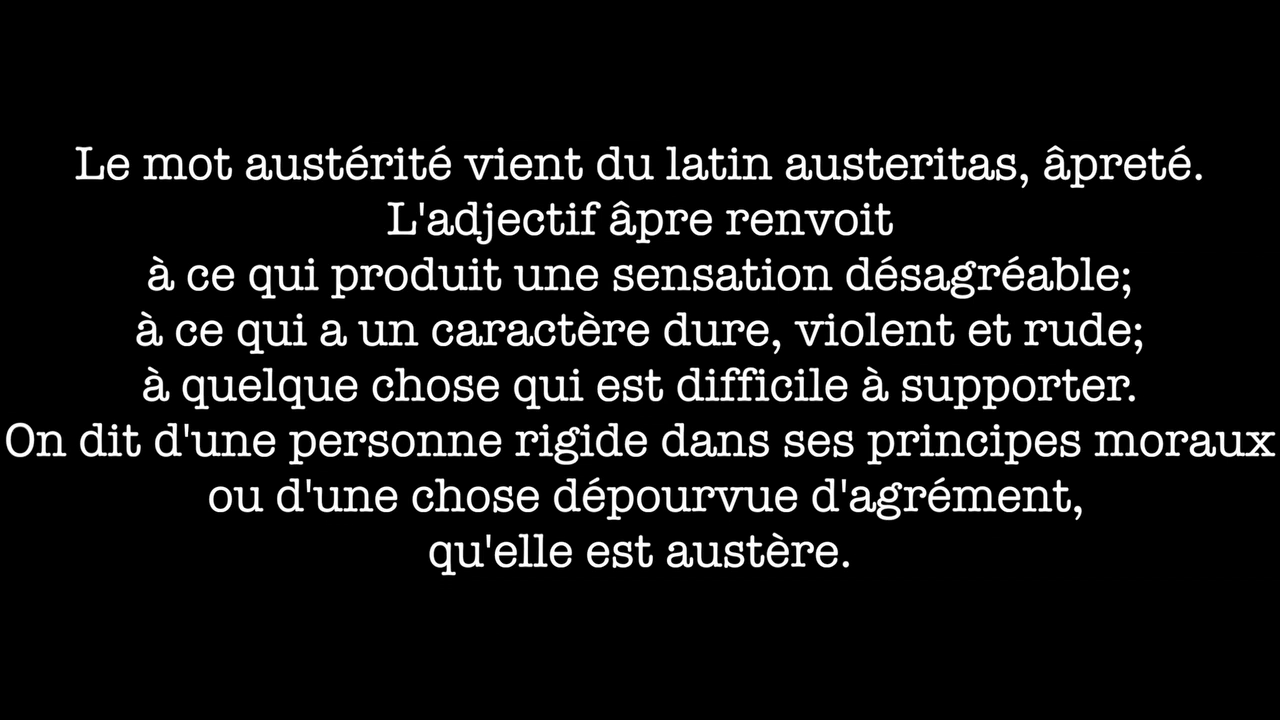 Le mot austérité vient du latin austeritas, âpreté.
L'adjectif âpre renvoit
à ce qui produit une sensation désagréable;
à ce qui a un caractère dure, violent et rude;
à quelque chose qui est difficile à supporter.
On dit d'une personne rigide dans ses principes moraux
ou d'une chose dépourvue d'agrément,
qu'elle est austère.